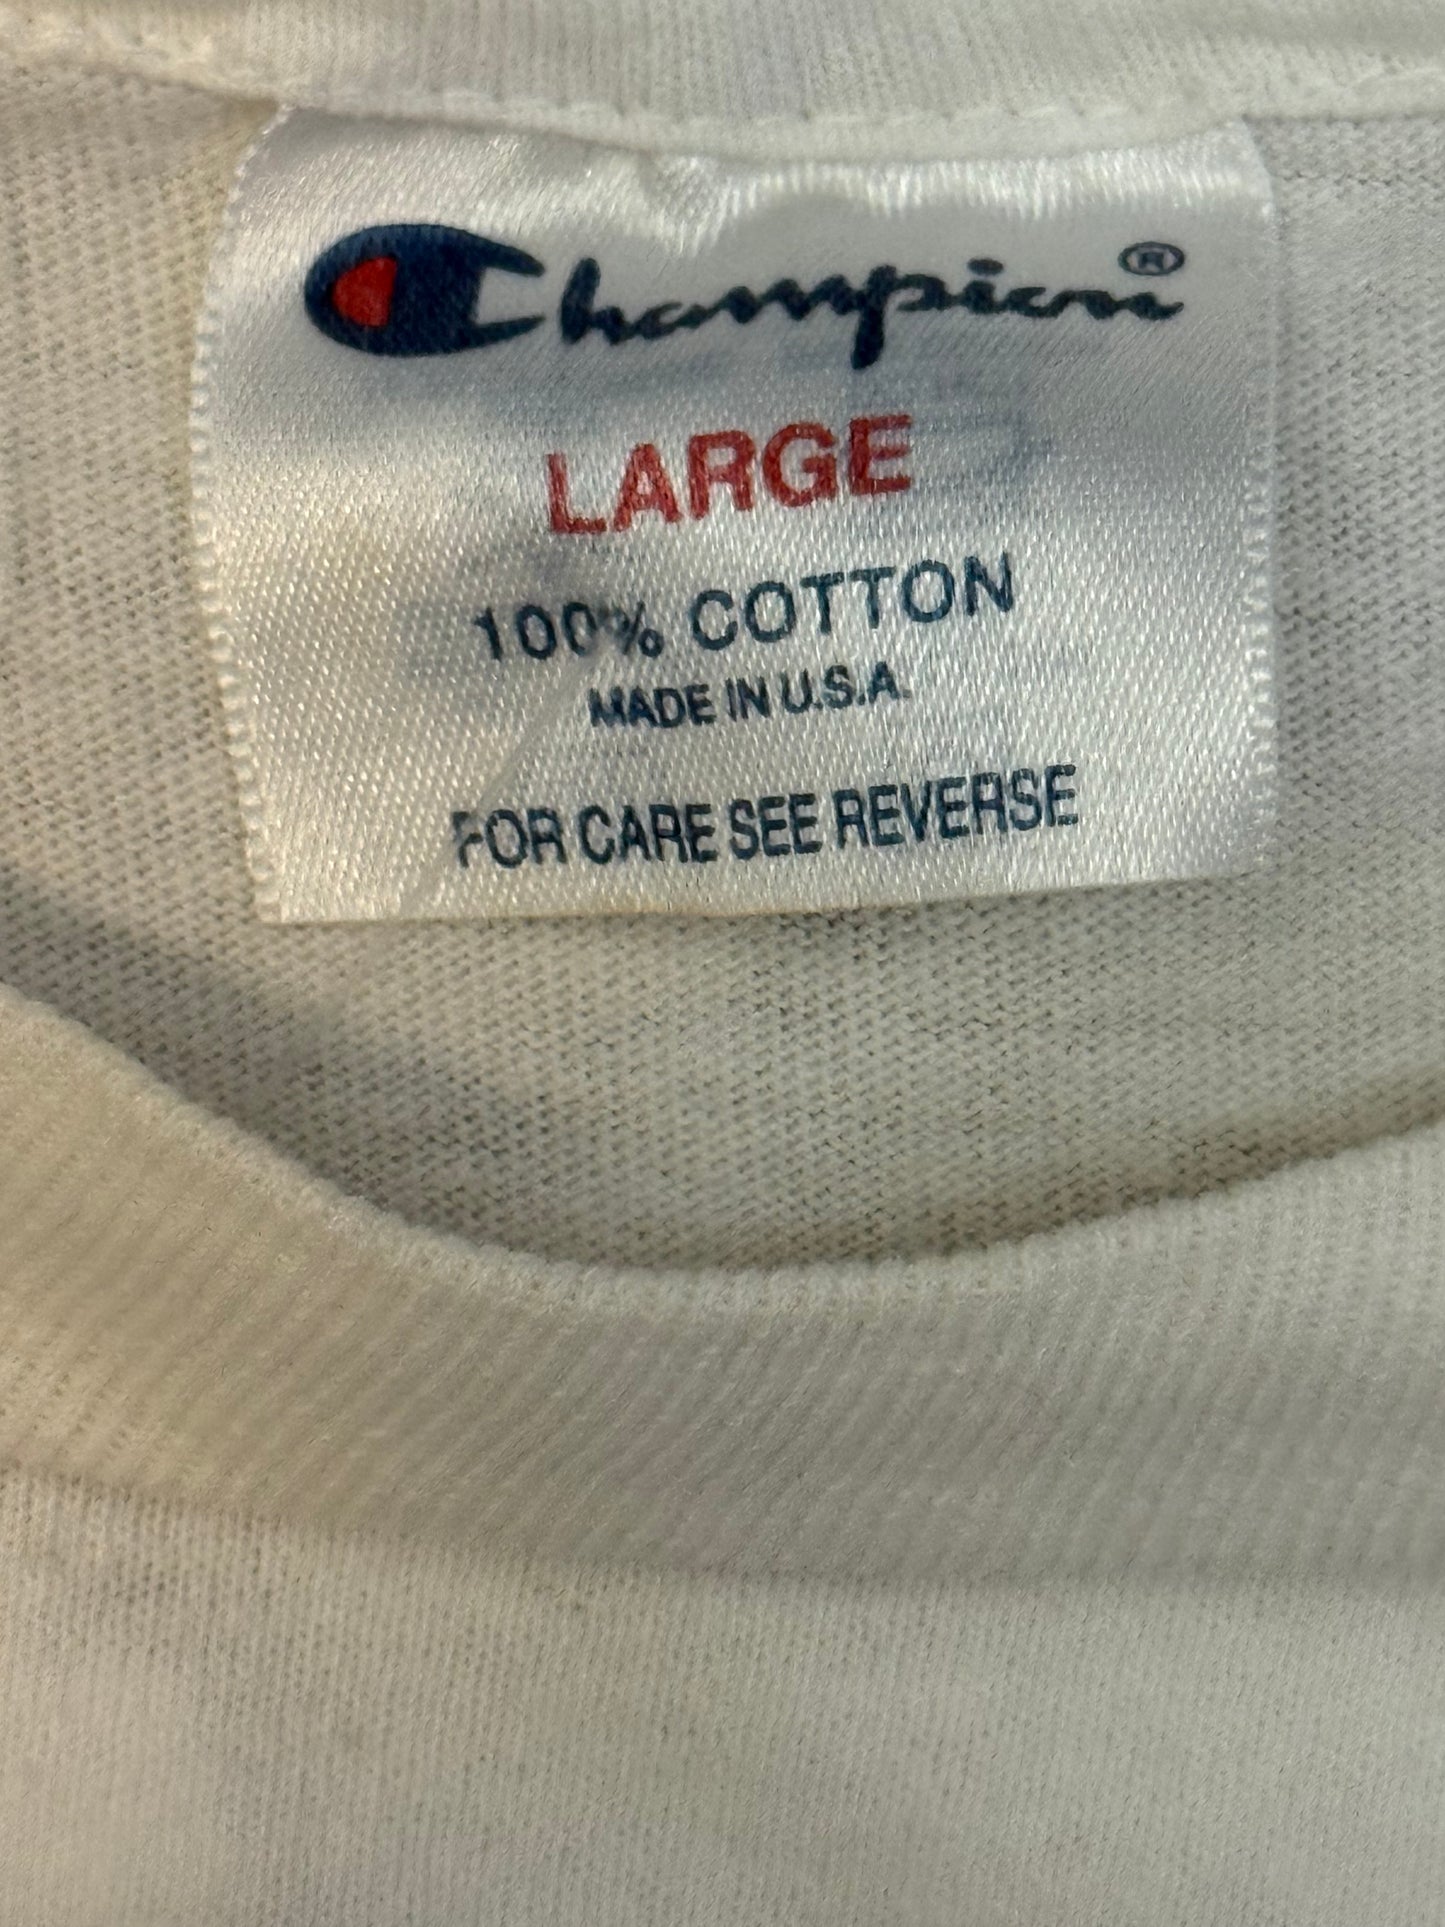 Champion®
LARGE
100% COTTON
MADE IN U.S.A.
FOR CARE SEE REVERSE